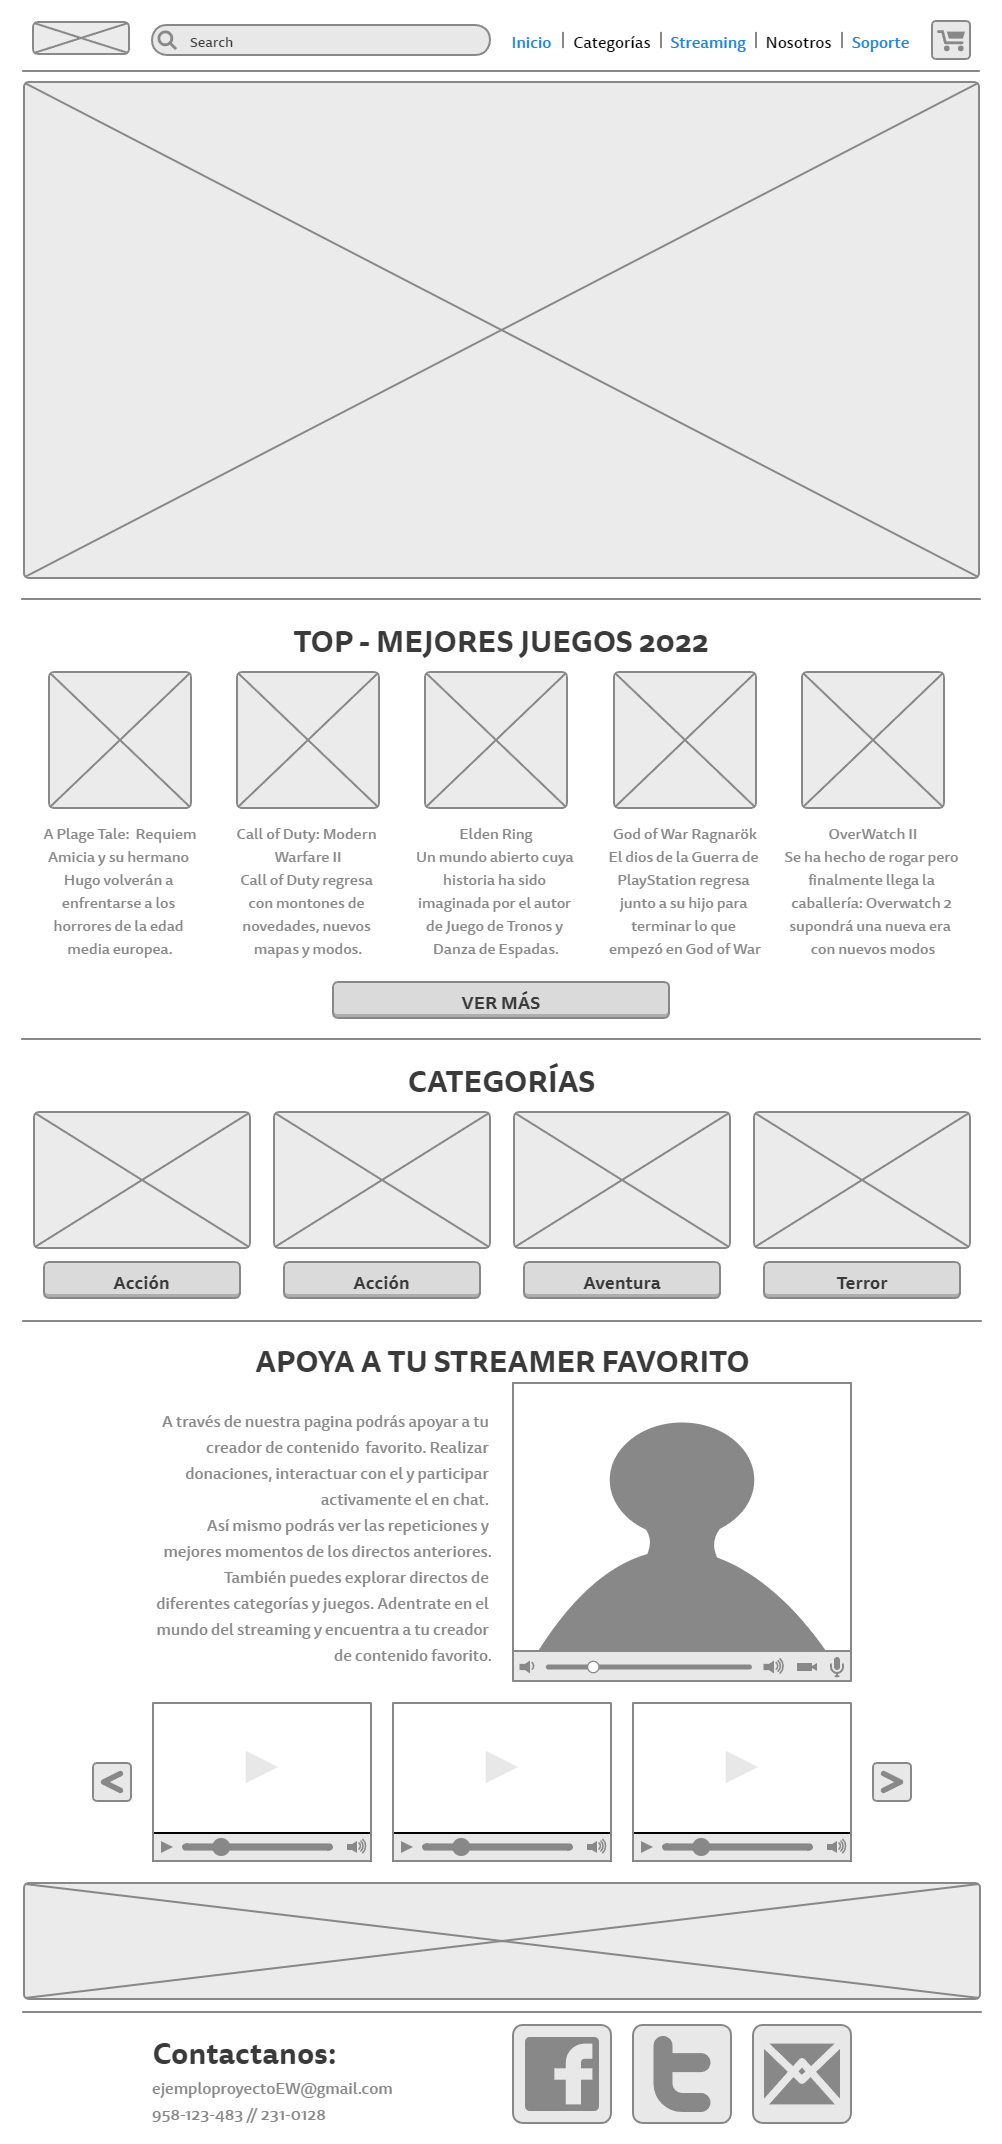 Search
Inicio | Categorías | Streaming | Nosotros | Soporte
TOP - MEJORES JUEGOS 2022
A Plage Tale:  Requiem
Amicia y su hermano
Hugo volverán a
enfrentarse a los
horrores de la edad
media europea.
Call of Duty: Modern
Warfare II
Call of Duty regresa
con montones de
novedades, nuevos
mapas y modos.
Elden Ring
Un mundo abierto cuya
historia ha sido
imaginada por el autor
de Juego de Tronos y
Danza de Espadas.
God of War Ragnarök
El dios de la Guerra de
PlayStation regresa
junto a su hijo para
terminar lo que
empezó en God of War
OverWatch II
Se ha hecho de rogar pero
finalmente llega la
caballería: Overwatch 2
supondrá una nueva era
con nuevos modos
VER MÁS
CATEGORÍAS
Acción
Acción
Aventura
Terror
APOYA A TU STREAMER FAVORITO
A través de nuestra pagina podrás apoyar a tu
creador de contenido  favorito. Realizar
donaciones, interactuar con el y participar
activamente el en chat.
Así mismo podrás ver las repeticiones y
mejores momentos de los directos anteriores.
También puedes explorar directos de
diferentes categorías y juegos. Adentrate en el
mundo del streaming y encuentra a tu creador
de contenido favorito.
Contactanos:
ejemploproyectoEW@gmail.com
958-123-483 // 231-0128